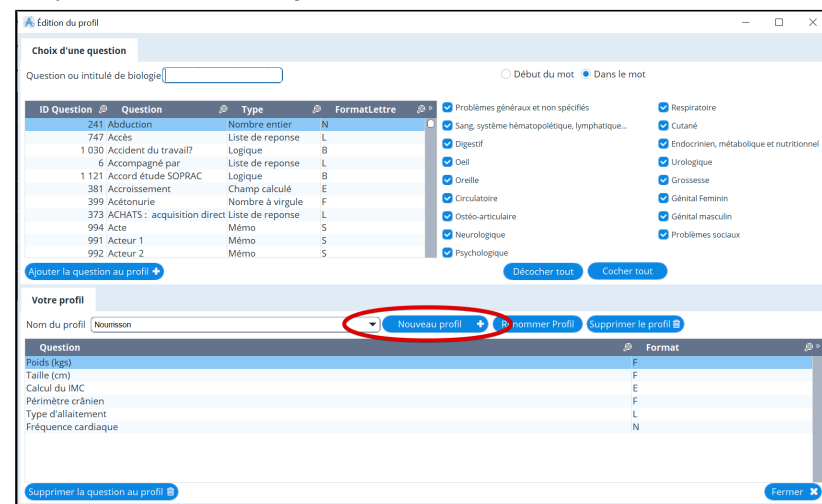 Édition du profil
Choix d'une question
Question ou intitulé de biologie
Début du mot Dans le mot
ID Question Question Type FormatLettre
241 Abduction Nombre entier N
747 Accès Liste de reponse L
1 030 Accident du travail? Logique B
6 Accompagné par Liste de reponse L
1 121 Accord étude SOPRAC Logique B
381 Accroissement Champ calculé E
399 Acétonurie Nombre à virgule F
373 ACHATS : acquisition direct Liste de reponse L
994 Acte Mémo S
991 Acteur 1 Mémo S
992 Acteur 2 Mémo S
Problèmes généraux et non spécifiés Respiratoire
Sang, système hématopolétique, lymphatique... Cutané
Digestif Endocrinien, métabolique et nutritionnel
Oeil Urologique
Oreille Grossesse
Circulatoire Génital Feminin
Ostéo-articulaire Génital masculin
Neurologique Problèmes sociaux
Psychologique
Ajouter la question au profil Décocher tout Cocher tout
Votre profil
Nom du profil Nourrisson Nouveau profil Renommer Profil Supprimer le profil
Question Format
Poids (kgs) F
Taille (cm) F
Calcul du IMC E
Périmètre crânien F
Type d'allaitement L
Fréquence cardiaque N
Supprimer la question au profil Fermer